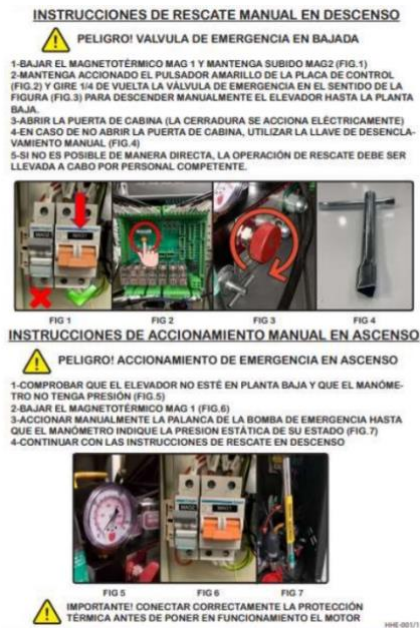 INSTRUCCIONES DE RESCATE MANUAL EN DESCENSO
PELIGRO! VALVULA DE EMERGENCIA EN BAJADA
1-BAJAR EL MAGNETOTÉRMICO MAG 1 Y MANTENGA SUBIDO MAG2 (FIG.1)
2-MANTENGA ACCIONADO EL PULSADOR AMARILLO DE LA PLACA DE CONTROL
(FIG.2) Y GIRE 1/4 DE VUELTA LA VÁLVULA DE EMERGENCIA EN EL SENTIDO DE LA
FIGURA (FIG.3) PARA DESCENDER MANUALMENTE EL ELEVADOR HASTA LA PLANTA
BAJA.
3-ABRIR LA PUERTA DE CABINA (LA CERRADURA SE ACCIONA ELÉCTRICAMENTE)
4-EN CASO DE NO ABRIR LA PUERTA DE CABINA, UTILIZAR LA LLAVE DE DESENCLA-
VAMIENTO MANUAL (FIG.4)
5-SI NO ES POSIBLE DE MANERA DIRECTA, LA OPERACIÓN DE RESCATE DEBE SER
LLEVADA A CABO POR PERSONAL COMPETENTE.
MAG2 MAG1
FIG 1 FIG 2 FIG 3 FIG 4
INSTRUCCIONES DE ACCIONAMIENTO MANUAL EN ASCENSO
PELIGRO! ACCIONAMIENTO DE EMERGENCIA EN ASCENSO
1-COMPROBAR QUE EL ELEVADOR NO ESTÉ EN PLANTA BAJA Y QUE EL MANÓME-
TRO NO TENGA PRESIÓN (FIG.5)
2-BAJAR EL MAGNETOTÉRMICO MAG 1 (FIG.6)
3-ACCIONAR MANUALMENTE LA PALANCA DE LA BOMBA DE EMERGENCIA HASTA
QUE EL MANÓMETRO INDIQUE LA PRESION ESTÁTICA DE SU ESTADO (FIG.7)
4-CONTINUAR CON LAS INSTRUCCIONES DE RESCATE EN DESCENSO
MAG2 MAG1
FIG 5 FIG 6 FIG 7
IMPORTANTE! CONECTAR CORRECTAMENTE LA PROTECCIÓN
TÉRMICA ANTES DE PONER EN FUNCIONAMIENTO EL MOTOR
HHE-001/1